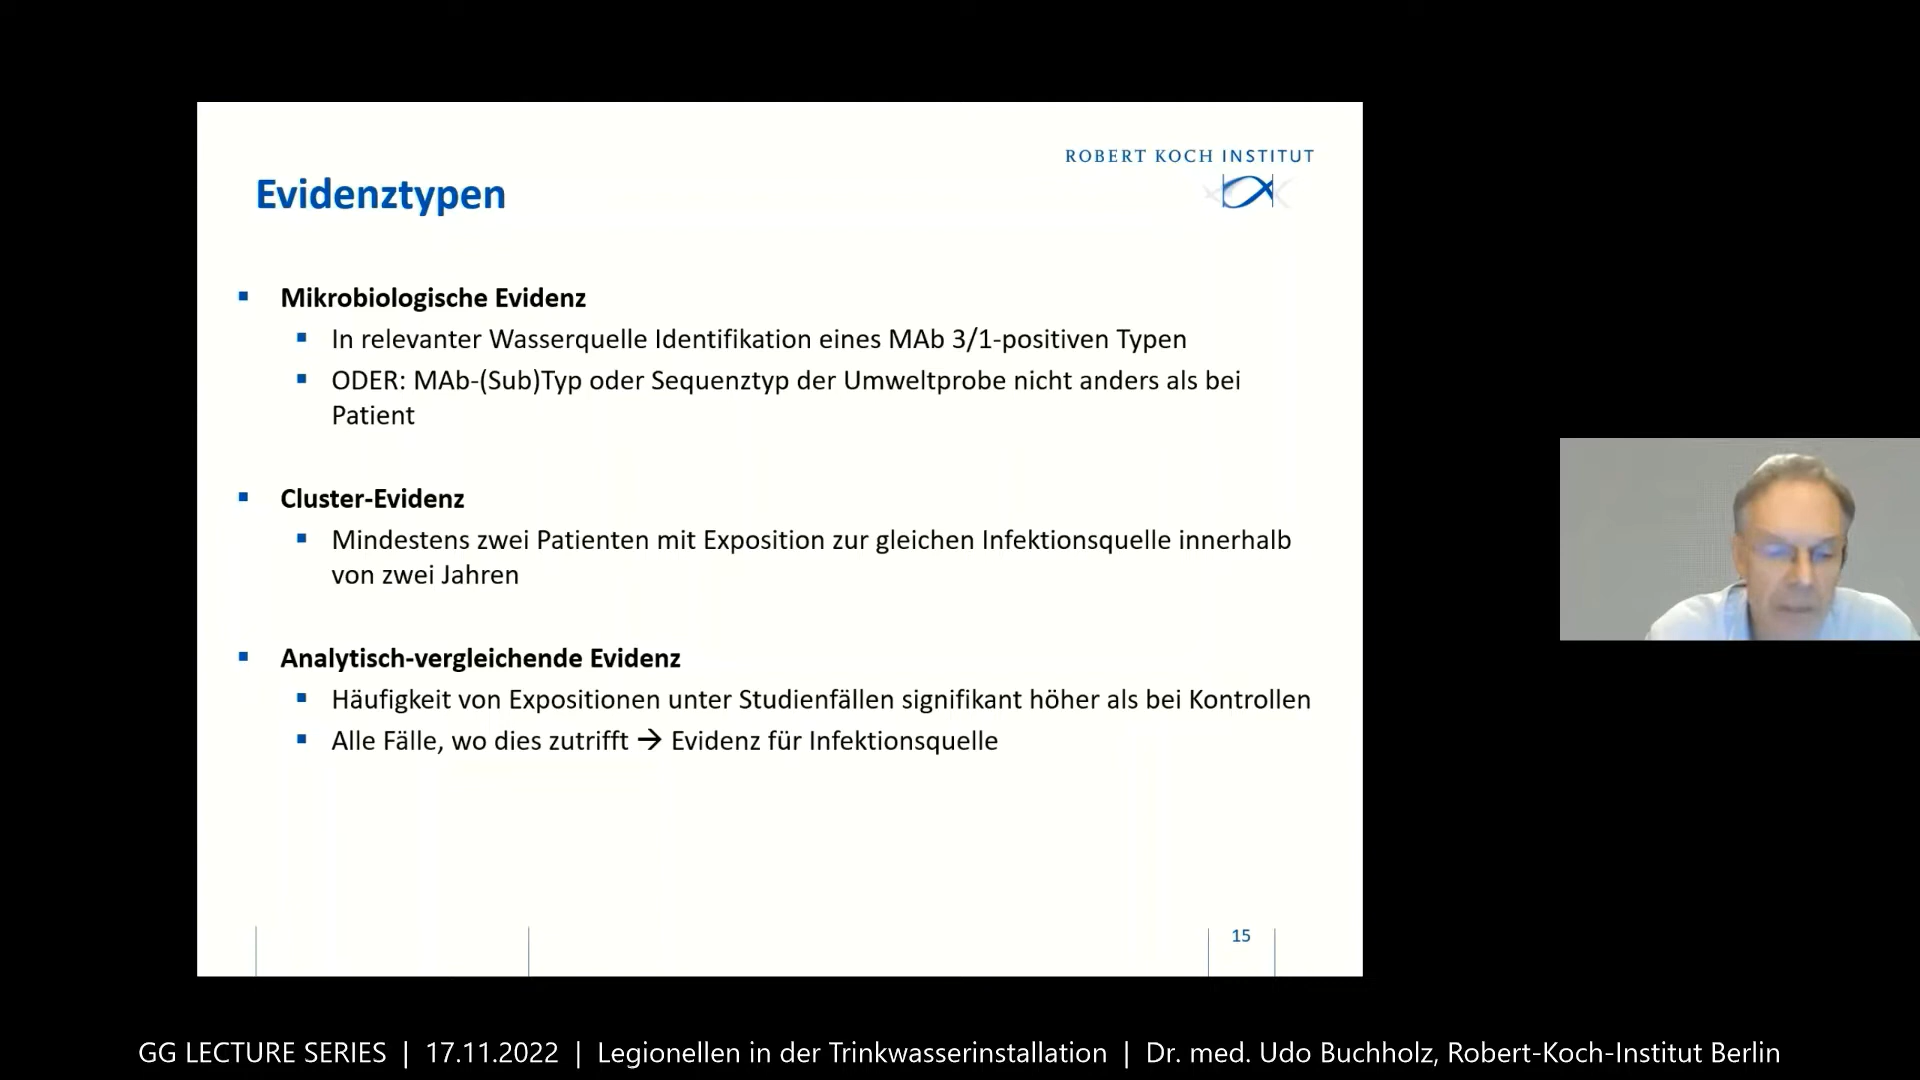 ROBERT KOCH INSTITUT
Evidenztypen
Mikrobiologische Evidenz
In relevanter Wasserquelle Identifikation eines MAb 3/1-positiven Typen
ODER: MAb-(Sub)Typ oder Sequenztyp der Umweltprobe nicht anders als bei
Patient
Cluster-Evidenz
Mindestens zwei Patienten mit Exposition zur gleichen Infektionsquelle innerhalb
von zwei Jahren
Analytisch-vergleichende Evidenz
Häufigkeit von Expositionen unter Studienfällen signifikant höher als bei Kontrollen
Alle Fälle, wo dies zutrifft → Evidenz für Infektionsquelle
15
GG LECTURE SERIES | 17.11.2022 | Legionellen in der Trinkwasserinstallation | Dr. med. Udo Buchholz, Robert-Koch-Institut Berlin